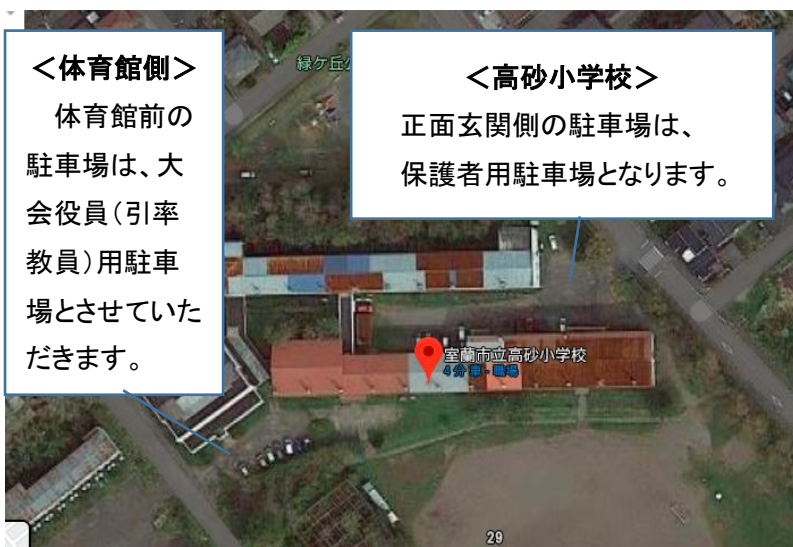 ＜体育館側＞
体育館前の
駐車場は、大
会役員（引率
教員）用駐車
場とさせていた
だきます。
＜高砂小学校＞
正面玄関側の駐車場は、
保護者用駐車場となります。
緑ケ丘
室蘭市立高砂小学校
4分 車 - 職場
29